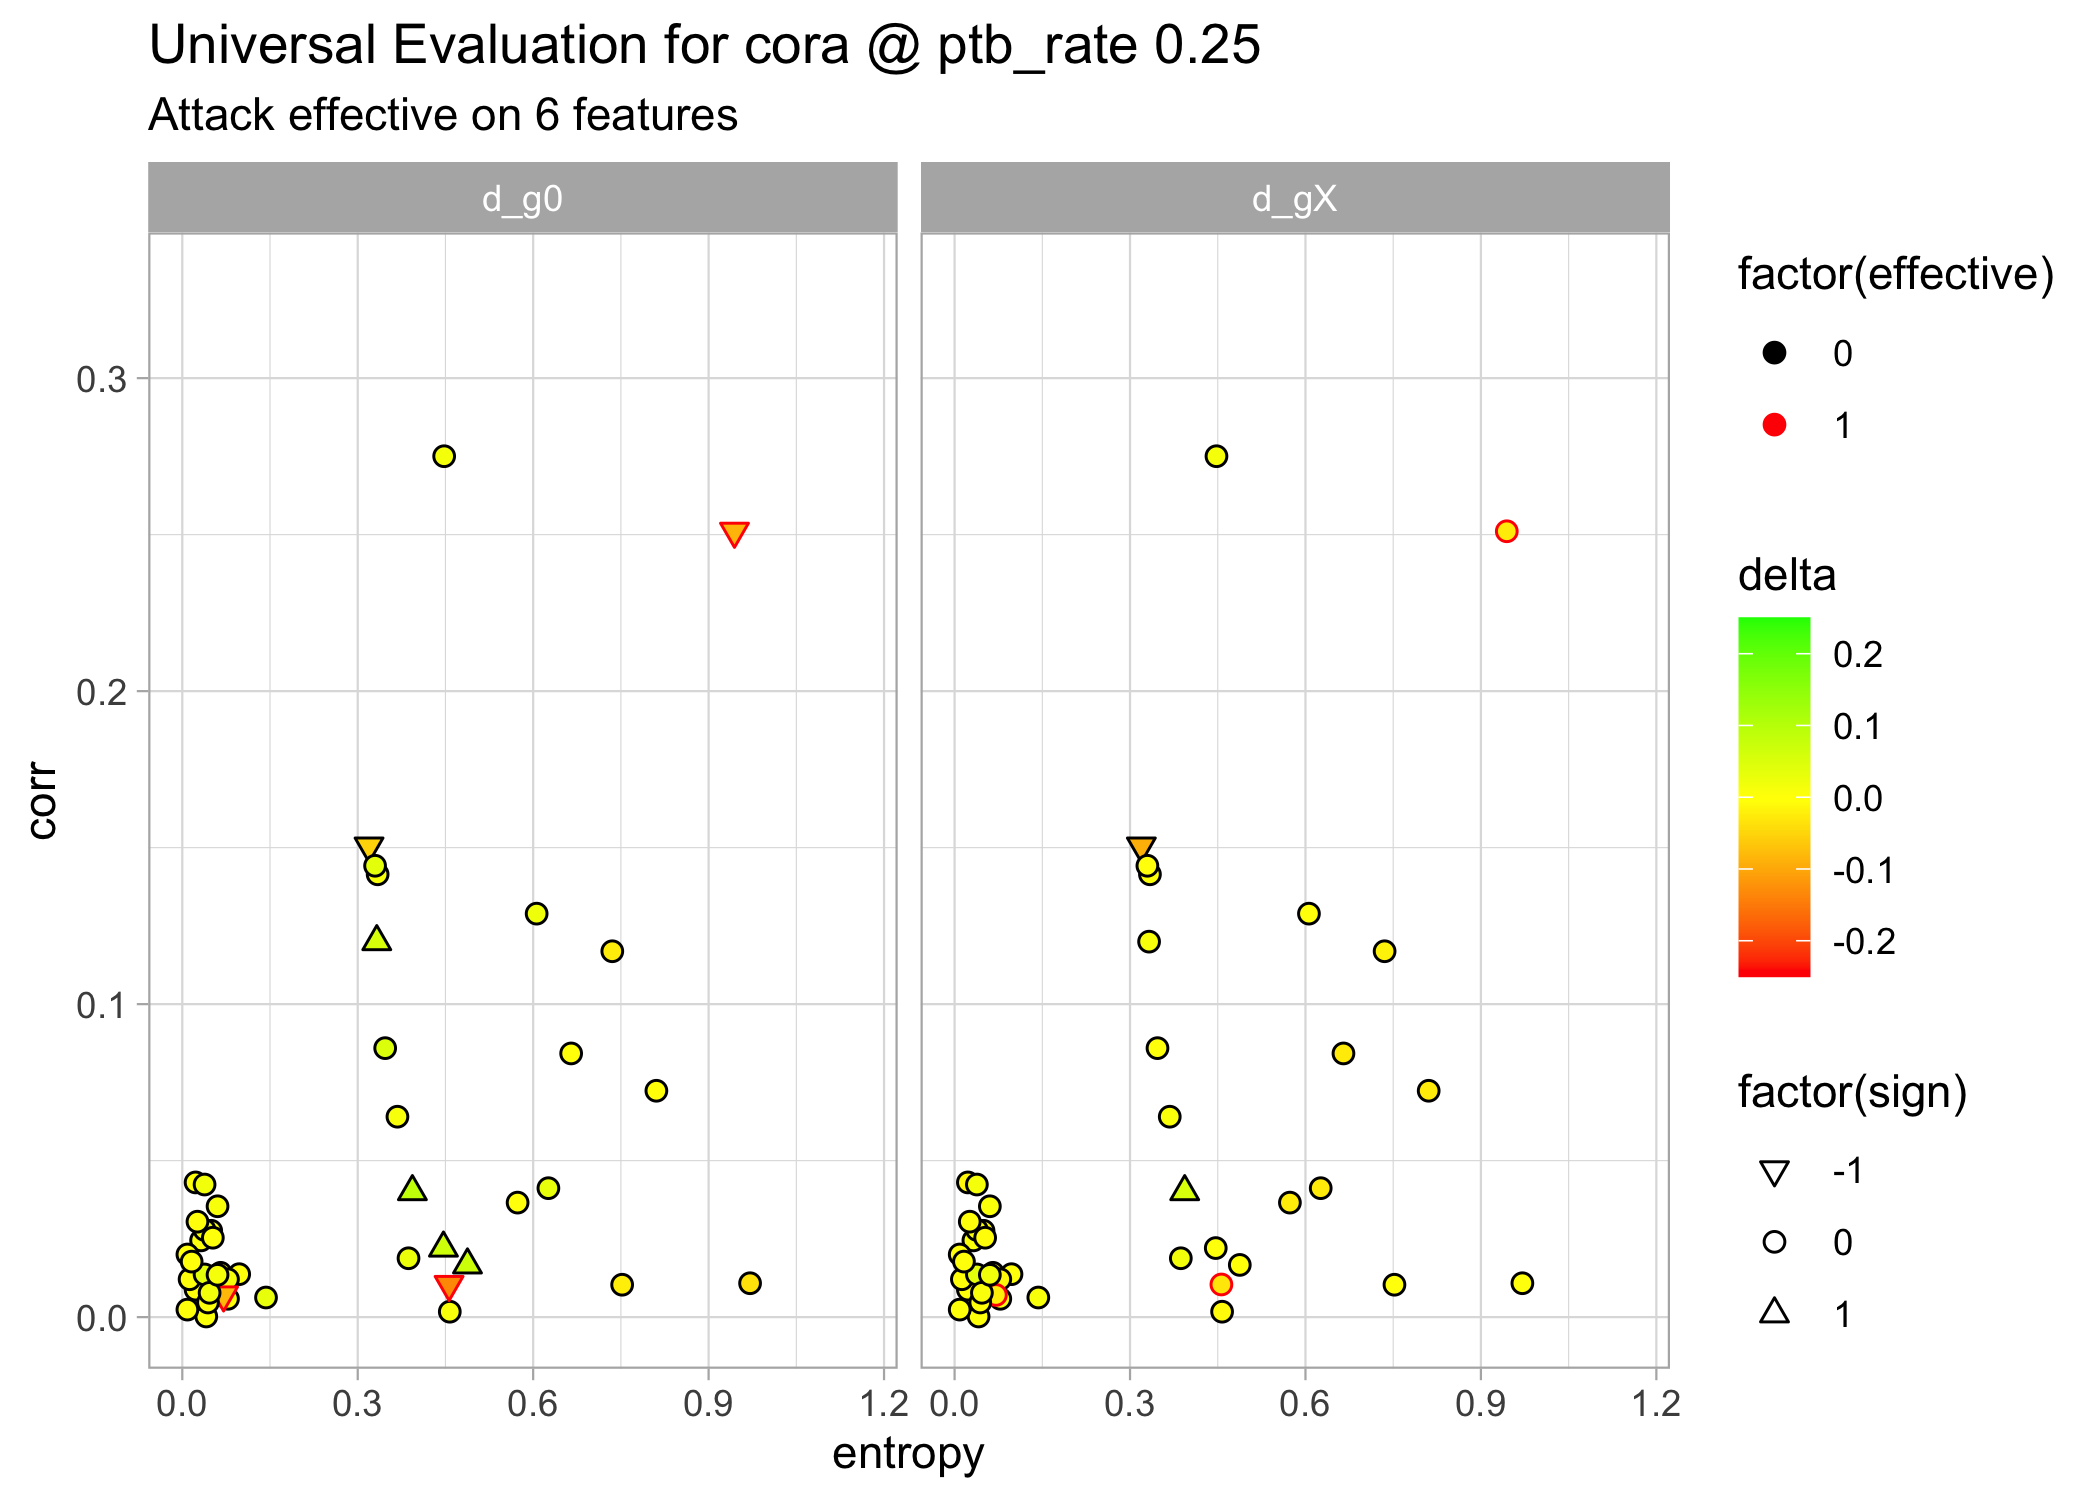 Universal Evaluation for cora @ ptb_rate 0.25
Attack effective on 6 features
d_g0
d_gX
0.3
0.2
0.1
0.0
corr
0.0 0.3 0.6 0.9 1.2
0.0 0.3 0.6 0.9 1.2
entropy
factor(effective)
0
1
delta
0.2
0.1
0.0
-0.1
-0.2
factor(sign)
-1
0
1